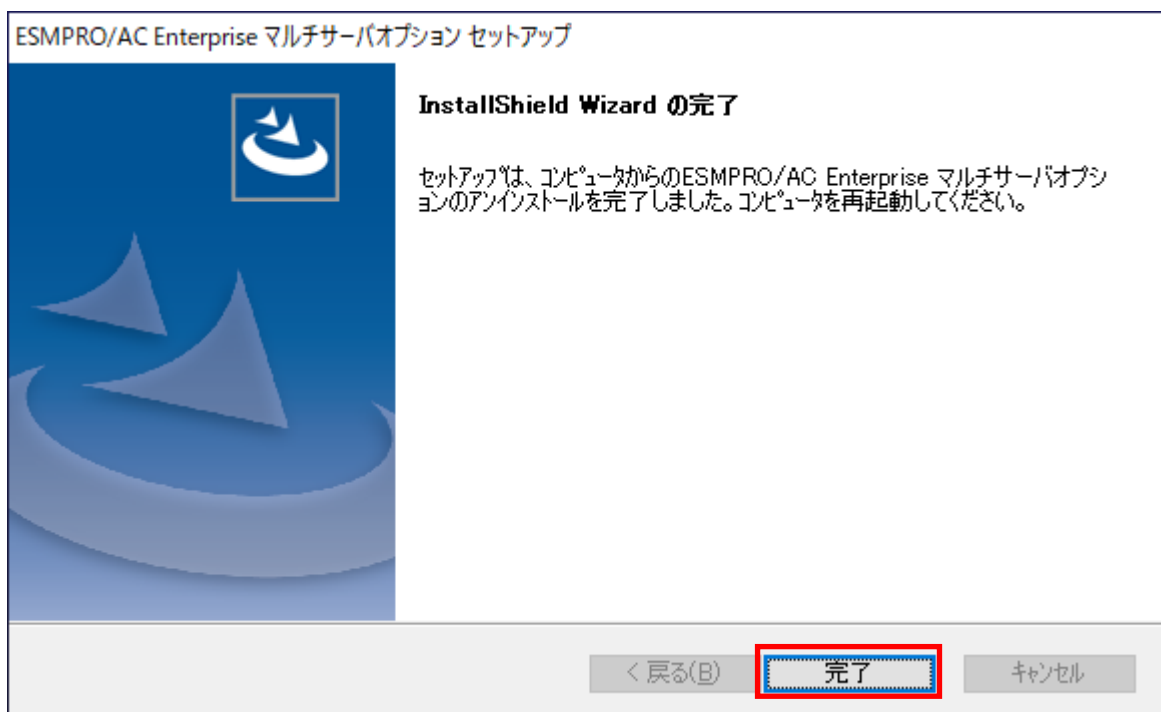 ESMPRO/AC Enterprise マルチサーバオプション セットアップ
InstallShield Wizard の完了
セットアップは、コンピュータからのESMPRO/AC Enterprise マルチサーバオプシ
ョンのアンインストールを完了しました。コンピュータを再起動してください。
< 戻る(B)
完了
キャンセル